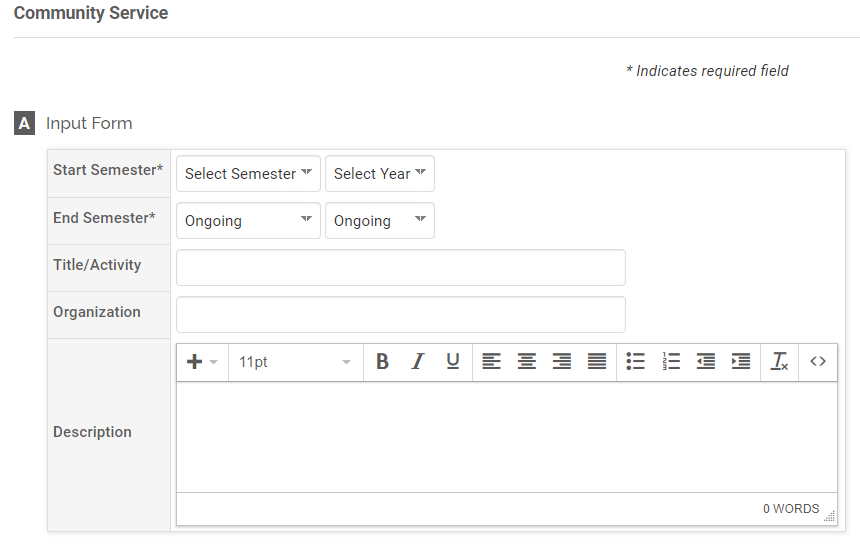 Community Service
* Indicates required field
A Input Form
Start Semester* Select Semester Select Year
End Semester* Ongoing Ongoing
Title/Activity
Organization
11pt B I U
Description
0 WORDS